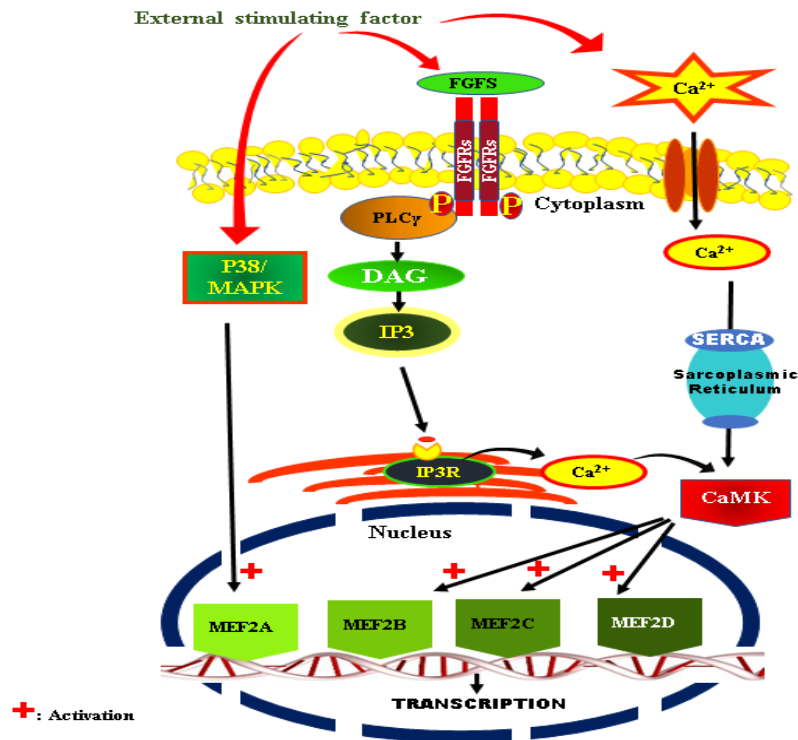 External stimulating factor
FGFS
Ca²⁺
FGFRs
FGFRs
P
P
Cytoplasm
PLCγ
Ca²⁺
P38/
MAPK
DAG
IP3
SERCA
Sarcoplasmic
Reticulum
IP3R
Ca²⁺
CaMK
Nucleus
+
+
+
+
MEF2A
MEF2B
MEF2C
MEF2D
TRANSCRIPTION
+: Activation